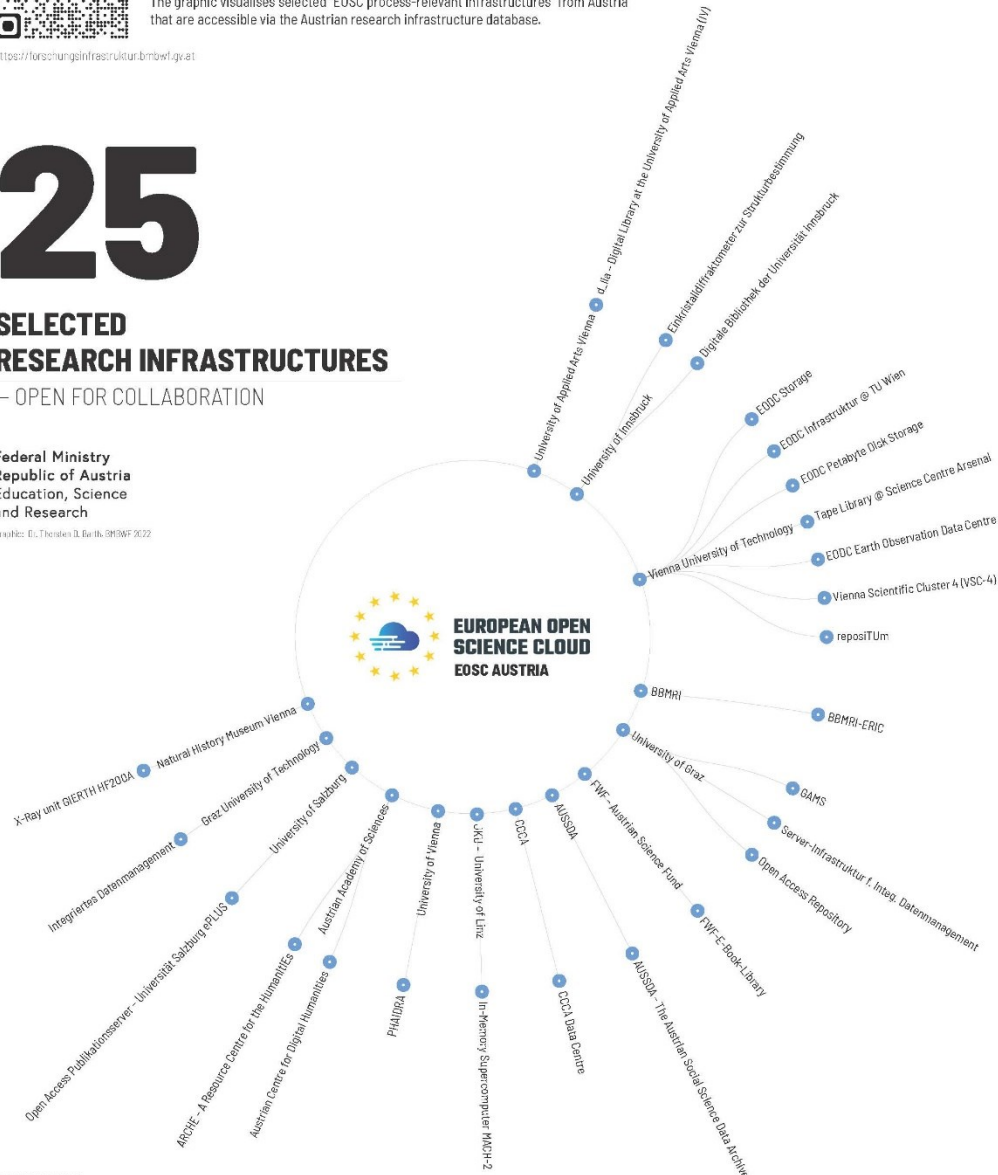 The graphic visualises selected "EOSC process-relevant infrastructures" from Austria
that are accessible via the Austrian research infrastructure database.
ttps://forschungsinfrastruktur.bmbwf.gv.at
25
SELECTED
RESEARCH INFRASTRUCTURES
– OPEN FOR COLLABORATION
Federal Ministry
Republic of Austria
Education, Science
and Research
raphic: Dr. Thorsten D. Barth, BMBWF 2022
EUROPEAN OPEN
SCIENCE CLOUD
EOSC AUSTRIA
University of Applied Arts Vienna
d_lia – Digital Library at the University of Applied Arts Vienna (IV)
University of Innsbruck
Einkristalldiffraktometer zur Strukturbestimmung
Digitale Bibliothek der Universität Innsbruck
Vienna University of Technology
EODC Storage
EODC Infrastruktur @ TU Wien
EODC Petabyte Dick Storage
Tape Library @ Science Centre Arsenal
EODC Earth Observation Data Centre
Vienna Scientific Cluster 4 (VSC-4)
reposiTUm
BBMRI
BBMRI-ERIC
University of Graz
GAMS
Server-Infrastruktur f. Integ. Datenmanagement
Open Access Repository
FWF – Austrian Science Fund
FWF-E-Book-Library
AUSSDA
AUSSDA – The Austrian Social Science Data Archive
CCCA
CCCA Data Centre
JKU – University of Linz
In-Memory Supercomputer MACH-2
University of Vienna
PHAIDRA
Austrian Academy of Sciences
Austrian Centre for Digital Humanities
ARCHE – A Resource Centre for the HumanitiEs
University of Salzburg
Open Access Publikationsserver – Universität Salzburg ePLUS
Graz University of Technology
Integriertes Datenmanagement
Natural History Museum Vienna
X-Ray unit GIERTH HF200A